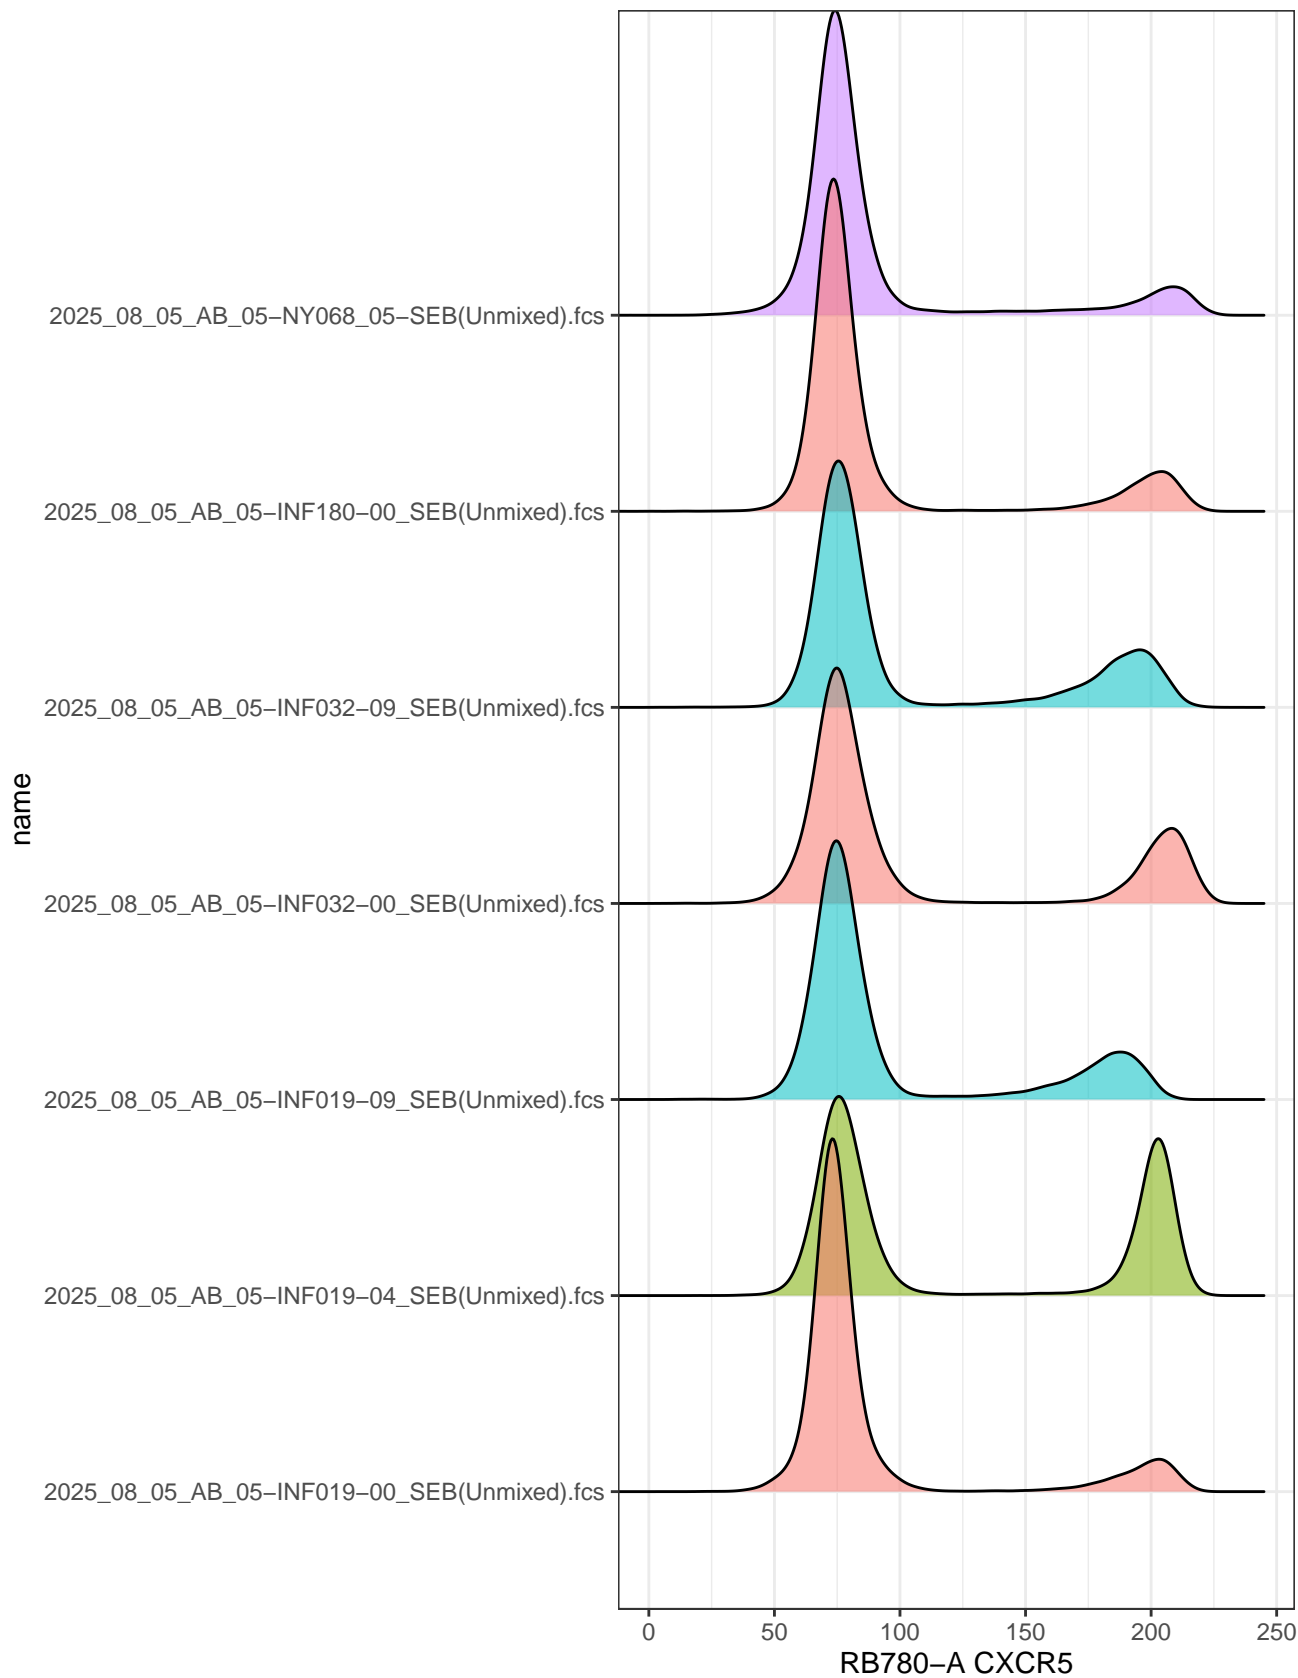 2025_08_05_AB_05−NY068_05−SEB(Unmixed).fcs
2025_08_05_AB_05−INF180−00_SEB(Unmixed).fcs
2025_08_05_AB_05−INF032−09_SEB(Unmixed).fcs
name
2025_08_05_AB_05−INF032−00_SEB(Unmixed).fcs
2025_08_05_AB_05−INF019−09_SEB(Unmixed).fcs
2025_08_05_AB_05−INF019−04_SEB(Unmixed).fcs
2025_08_05_AB_05−INF019−00_SEB(Unmixed).fcs
0 50 100 150 200 250
RB780−A CXCR5